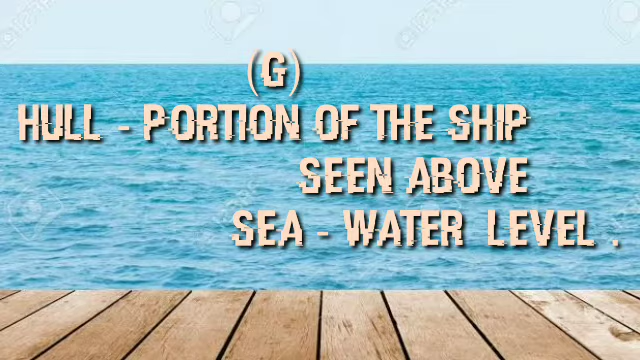 (G)
HULL - PORTION OF THE SHIP
SEEN ABOVE
SEA - WATER LEVEL .